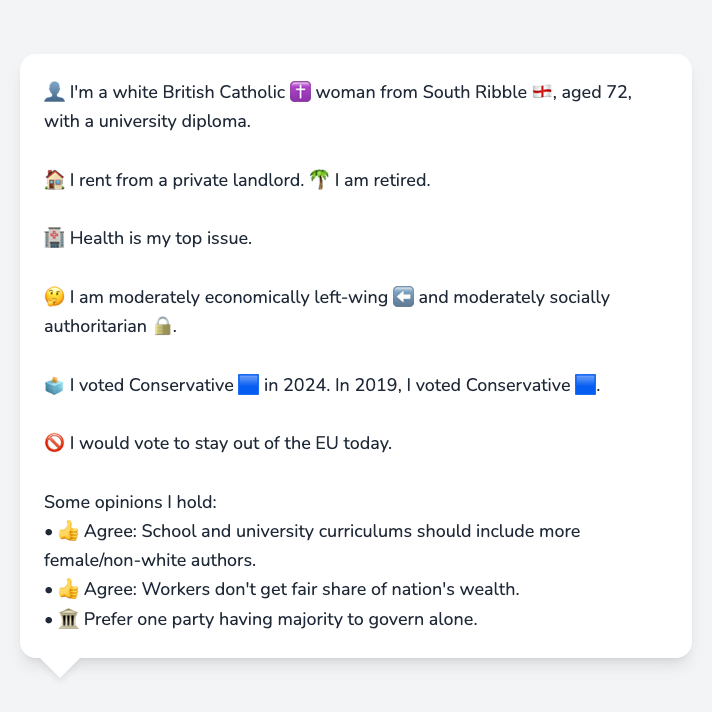 👤 I'm a white British Catholic ✝️ woman from South Ribble 🏴󠁧󠁢󠁥󠁮󠁧󠁿, aged 72,
with a university diploma.
🏠 I rent from a private landlord. 🌴 I am retired.
🏥 Health is my top issue.
🤔 I am moderately economically left-wing ⬅️ and moderately socially
authoritarian 🔒.
🗳️ I voted Conservative 🟦 in 2024. In 2019, I voted Conservative 🟦.
🚫 I would vote to stay out of the EU today.
Some opinions I hold:
• 👍 Agree: School and university curriculums should include more
female/non-white authors.
• 👍 Agree: Workers don't get fair share of nation's wealth.
• 🏛️ Prefer one party having majority to govern alone.